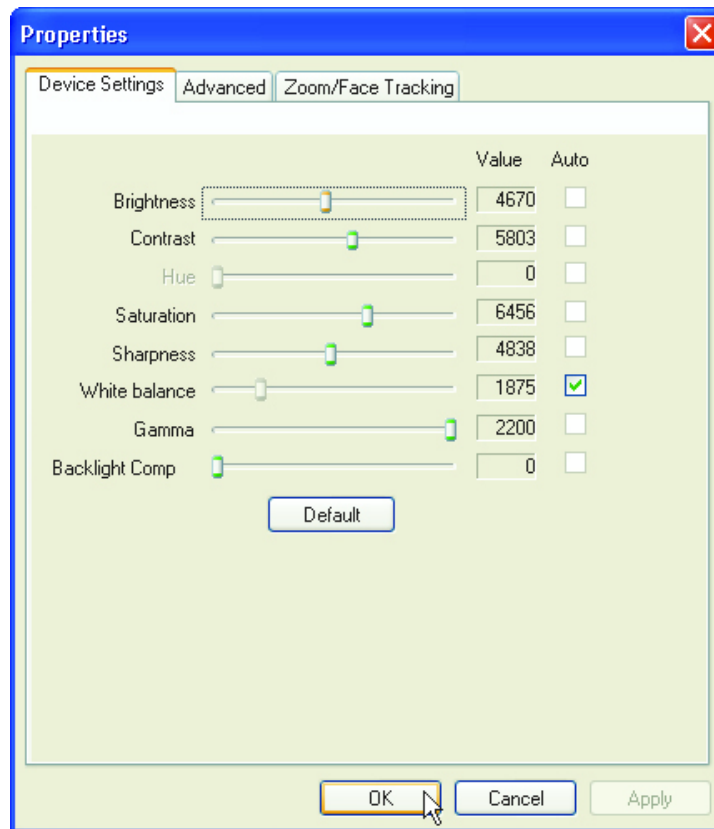 Properties
Device Settings Advanced Zoom/Face Tracking
Value Auto
Brightness 4670
Contrast 5803
Hue 0
Saturation 6456
Sharpness 4838
White balance 1875
Gamma 2200
Backlight Comp 0
Default
OK Cancel Apply